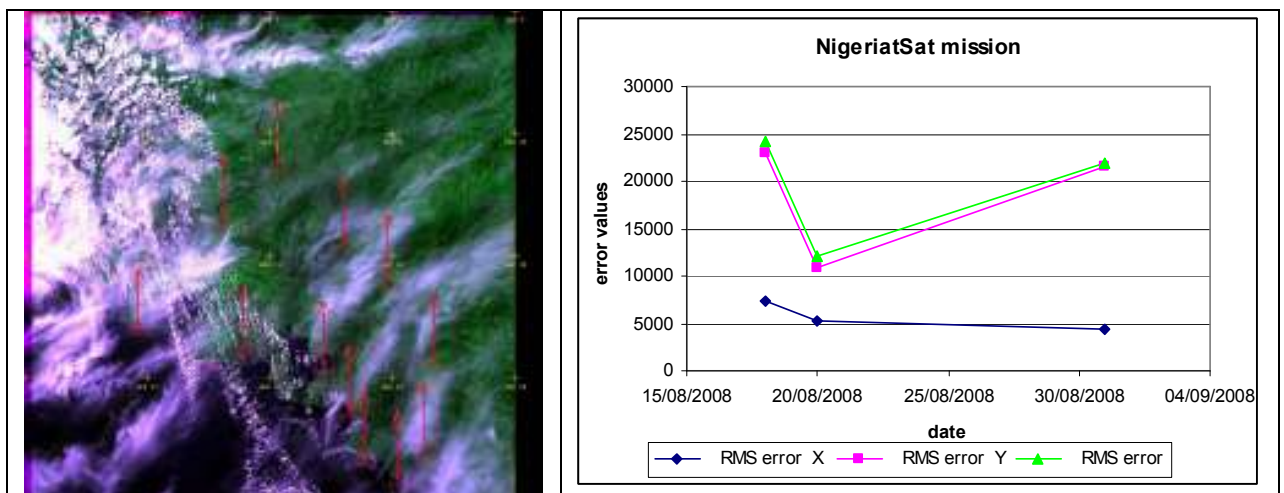 NigeriatSat mission
30000
25000
20000
15000
10000
5000
0
error values
15/08/2008 20/08/2008 25/08/2008 30/08/2008 04/09/2008
date
RMS error X RMS error Y RMS error